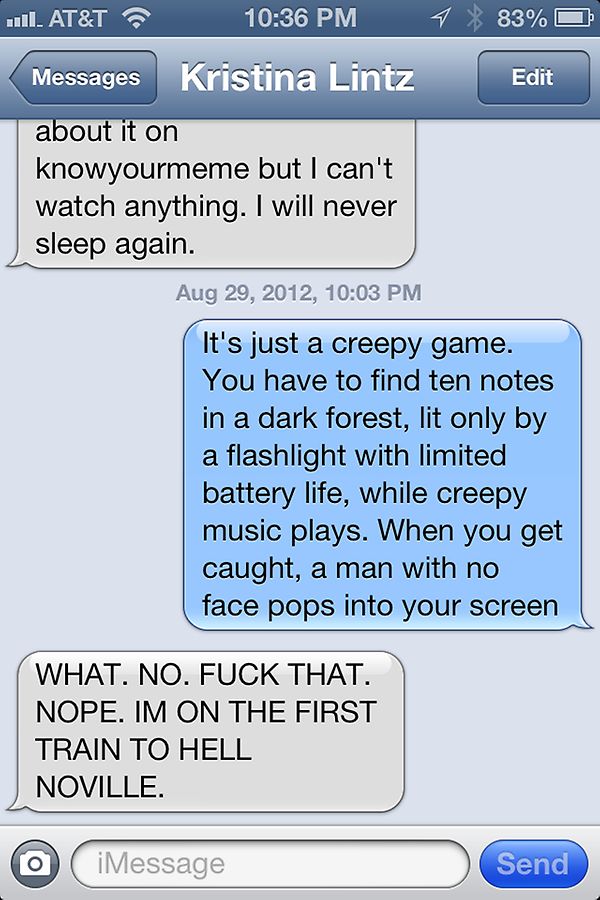 AT&T 10:36 PM 83%
Messages Kristina Lintz Edit
about it on
knowyourmeme but I can't
watch anything. I will never
sleep again.
Aug 29, 2012, 10:03 PM
It's just a creepy game.
You have to find ten notes
in a dark forest, lit only by
a flashlight with limited
battery life, while creepy
music plays. When you get
caught, a man with no
face pops into your screen
WHAT. NO. FUCK THAT.
NOPE. IM ON THE FIRST
TRAIN TO HELL
NOVILLE.
iMessage Send